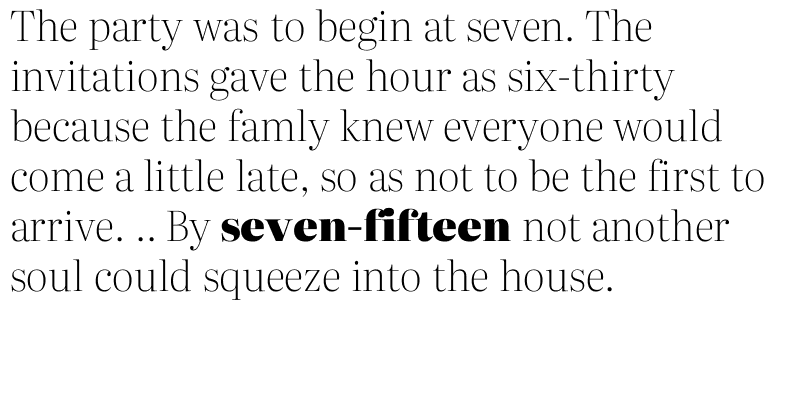 The party was to begin at seven. The
invitations gave the hour as six-thirty
because the famly knew everyone would
come a little late, so as not to be the first to
arrive. .. By seven-fifteen not another
soul could squeeze into the house.